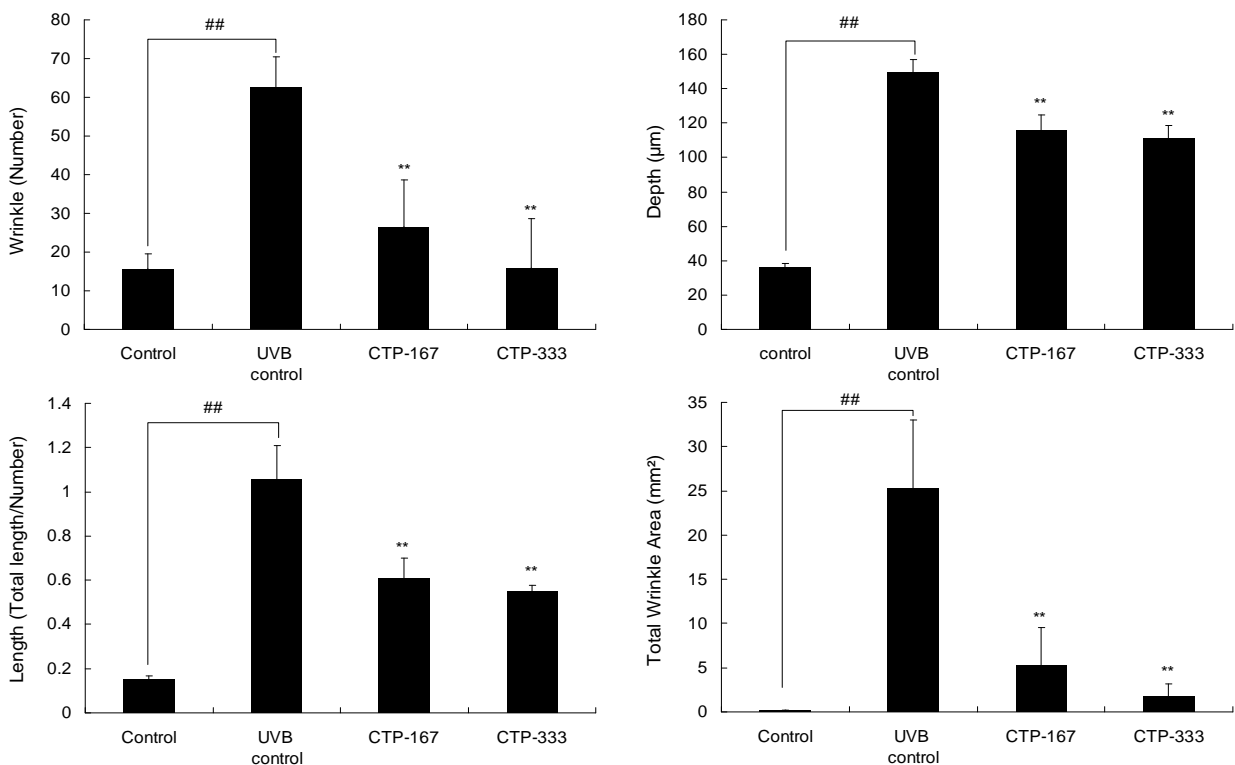 Wrinkle (Number)
80
70
60
50
40
30
20
10
0
##
**
**
Control
UVB
control
CTP-167
CTP-333
Depth (µm)
180
160
140
120
100
80
60
40
20
0
##
**
**
control
UVB
control
CTP-167
CTP-333
Length (Total length/Number)
1.4
1.2
1
0.8
0.6
0.4
0.2
0
##
**
**
Control
UVB
control
CTP-167
CTP-333
Total Wrinkle Area (mm²)
35
30
25
20
15
10
5
0
##
**
**
Control
UVB
control
CTP-167
CTP-333